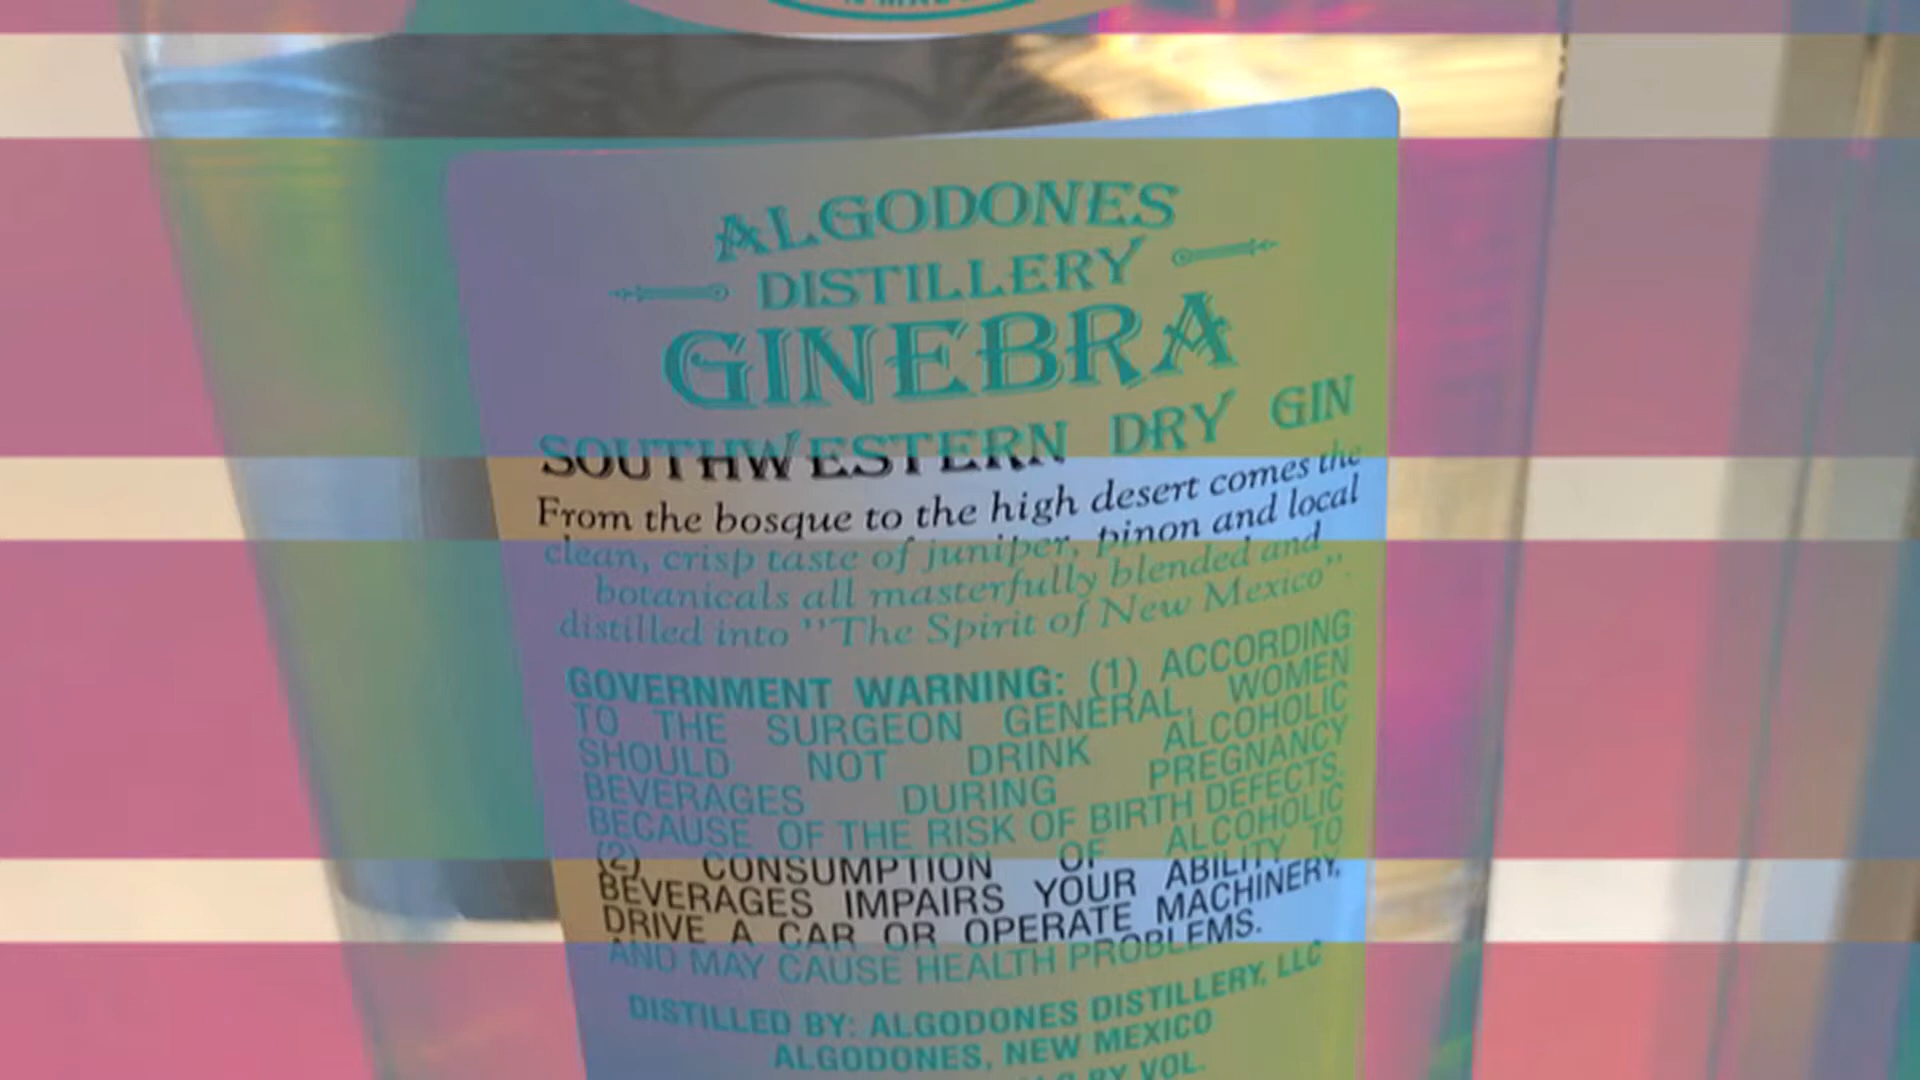 ALGODONES
DISTILLERY
GINEBRA
SOUTHWESTERN DRY GIN
From the bosque to the high desert comes the
clean, crisp taste of juniper, pinon and local
botanicals all masterfully blended and
distilled into "The Spirit of New Mexico".
GOVERNMENT WARNING: (1) ACCORDING
TO THE SURGEON GENERAL, WOMEN
SHOULD NOT DRINK ALCOHOLIC
BEVERAGES DURING PREGNANCY
BECAUSE OF THE RISK OF BIRTH DEFECTS.
(2) CONSUMPTION OF ALCOHOLIC
BEVERAGES IMPAIRS YOUR ABILITY TO
DRIVE A CAR OR OPERATE MACHINERY,
AND MAY CAUSE HEALTH PROBLEMS.
DISTILLED BY: ALGODONES DISTILLERY, LLC
ALGODONES, NEW MEXICO
BY VOL.